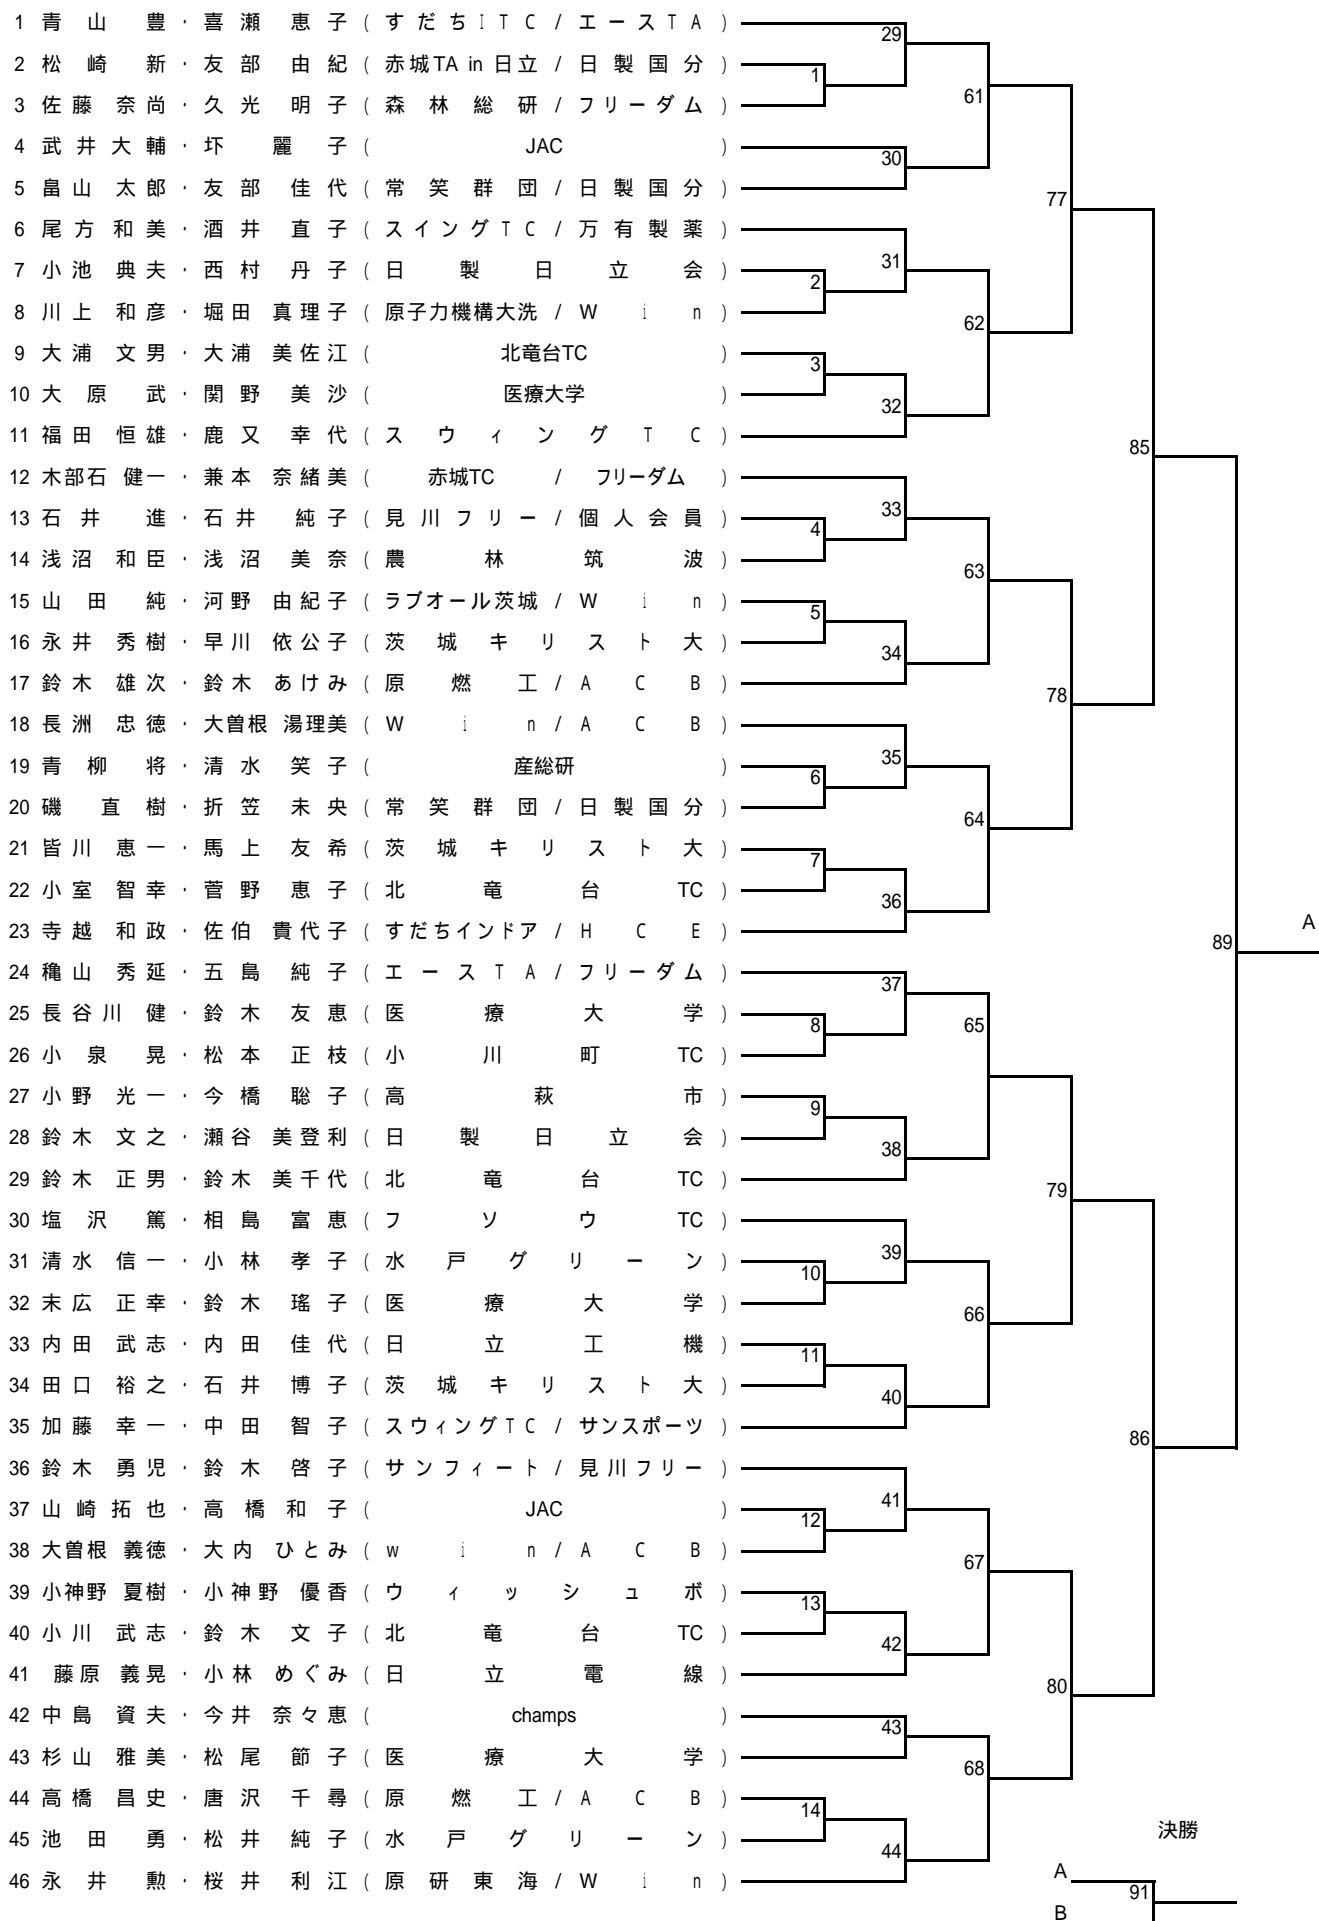 1 青山 豊・喜瀬 恵子 ( すだちITC / エースTA ) 29
2 松崎 新・友部 由紀 ( 赤城TA in 日立 / 日製国分 ) 1
3 佐藤 奈尚・久光 明子 ( 森林総研 / フリーダム ) 61
4 武井大輔・圷 麗子 ( JAC ) 30
5 畠山 太郎・友部 佳代 ( 常笑群団 / 日製国分 ) 77
6 尾方 和美・酒井 直子 ( スイングTC / 万有製薬 )
7 小池 典夫・西村 丹子 ( 日製日立会 ) 2 31
8 川上 和彦・堀田 真理子 ( 原子力機構大洗 / Win ) 62
9 大浦 文男・大浦 美佐江 ( 北竜台TC ) 3
10 大原 武・関野 美沙 ( 医療大学 ) 32
11 福田 恒雄・鹿又 幸代 ( スウィングTC ) 85
12 木部石 健一・兼本 奈緒美 ( 赤城TC / フリーダム )
13 石井 進・石井 純子 ( 見川フリー / 個人会員 ) 4 33
14 浅沼 和臣・浅沼 美奈 ( 農林筑波 ) 63
15 山田 純・河野 由紀子 ( ラブオール茨城 / Win ) 5
16 永井 秀樹・早川 依公子 ( 茨城キリスト大 ) 34
17 鈴木 雄次・鈴木 あけみ ( 原燃工 / ACB ) 78
18 長洲 忠徳・大曽根 湯理美 ( Win / ACB )
19 青柳 将・清水 笑子 ( 産総研 ) 6 35
20 磯 直樹・折笠 未央 ( 常笑群団 / 日製国分 ) 64
21 皆川 恵一・馬上 友希 ( 茨城キリスト大 ) 7
22 小室 智幸・菅野 恵子 ( 北竜台TC ) 36
23 寺越 和政・佐伯 貴代子 ( すだちインドア / HCE ) 89 A
24 穐山 秀延・五島 純子 ( エースTA / フリーダム ) 37
25 長谷川 健・鈴木 友恵 ( 医療大学 ) 8 65
26 小泉 晃・松本 正枝 ( 小川町TC )
27 小野 光一・今橋 聡子 ( 高萩市 ) 9
28 鈴木 文之・瀬谷 美登利 ( 日製日立会 ) 38
29 鈴木 正男・鈴木 美千代 ( 北竜台TC ) 79
30 塩沢 篤・相島 富恵 ( フソウTC )
31 清水 信一・小林 孝子 ( 水戸グリーン ) 10 39
32 末広 正幸・鈴木 瑤子 ( 医療大学 ) 66
33 内田 武志・内田 佳代 ( 日立工機 ) 11
34 田口 裕之・石井 博子 ( 茨城キリスト大 ) 40
35 加藤 幸一・中田 智子 ( スウィングTC / サンスポーツ ) 86
36 鈴木 勇児・鈴木 啓子 ( サンフィート / 見川フリー )
37 山崎拓也・高橋和子 ( JAC ) 12 41
38 大曽根 義徳・大内 ひとみ ( win / ACB ) 67
39 小神野 夏樹・小神野 優香 ( ウィッシュボ ) 13
40 小川 武志・鈴木 文子 ( 北竜台TC ) 42
41 藤原 義晃・小林 めぐみ ( 日立電線 ) 80
42 中島 資夫・今井 奈々恵 ( champs ) 43
43 杉山 雅美・松尾 節子 ( 医療大学 ) 68
44 高橋 昌史・唐沢 千尋 ( 原燃工 / ACB ) 14
45 池田 勇・松井 純子 ( 水戸グリーン ) 44 決勝
46 永井 勲・桜井 利江 ( 原研東海 / Win ) A 91
B